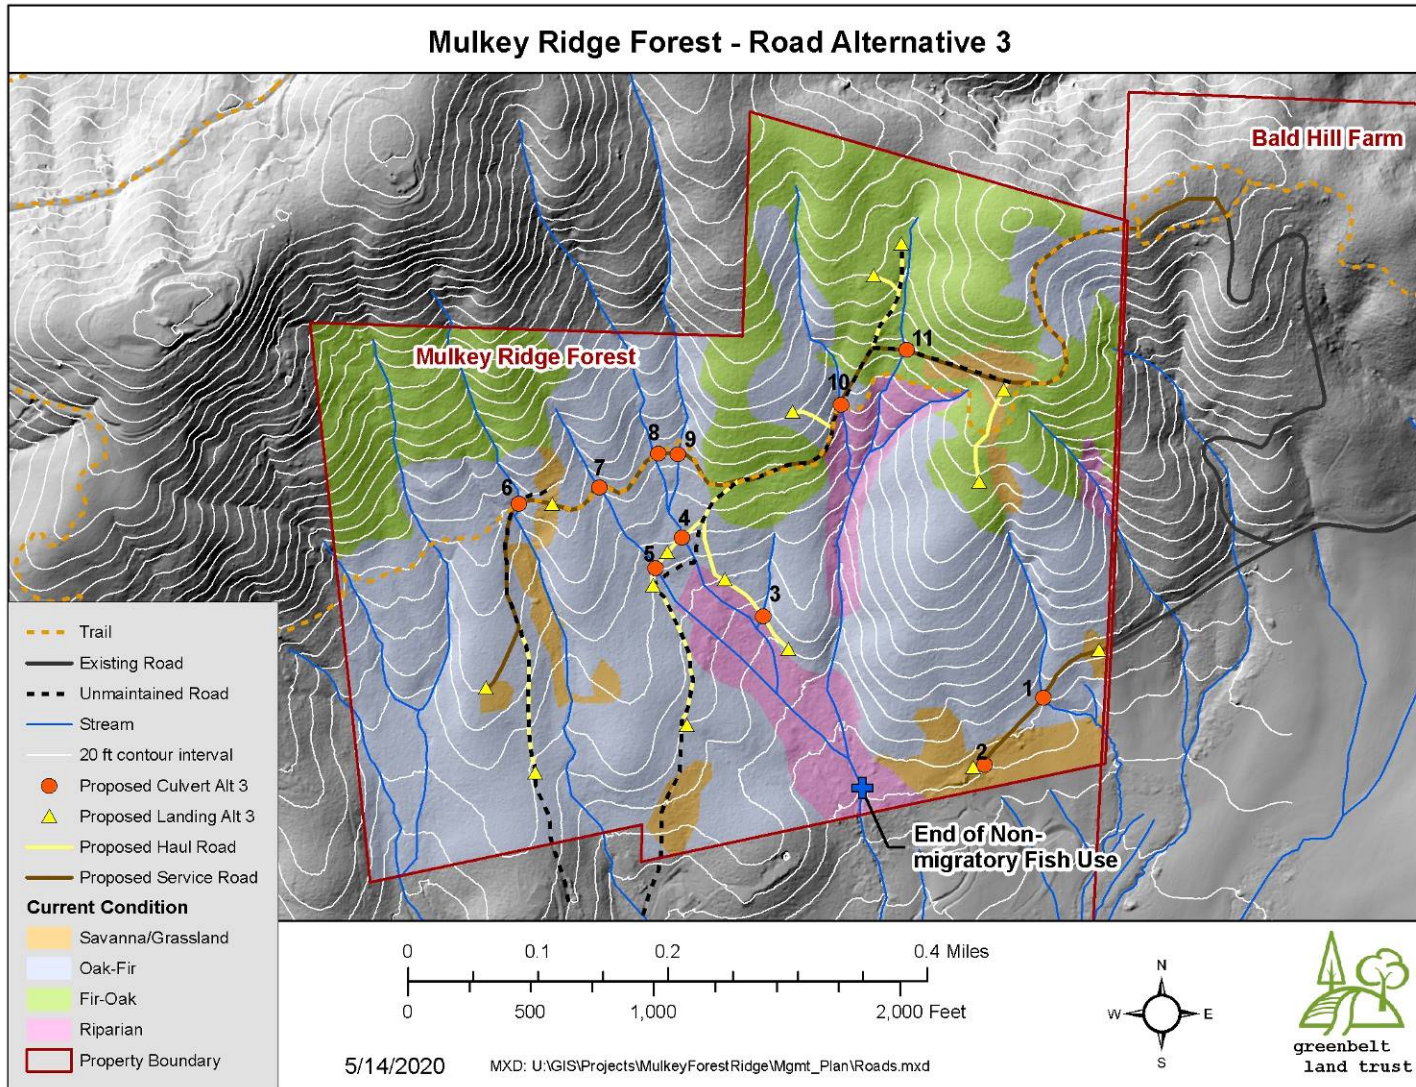 Mulkey Ridge Forest - Road Alternative 3
Bald Hill Farm
Mulkey Ridge Forest
11
10
8
9
7
6
4
5
3
1
2
End of Non-
migratory Fish Use
Trail
Existing Road
Unmaintained Road
Stream
20 ft contour interval
Proposed Culvert Alt 3
Proposed Landing Alt 3
Proposed Haul Road
Proposed Service Road
Current Condition
Savanna/Grassland
Oak-Fir
Fir-Oak
Riparian
Property Boundary
0 0.1 0.2 0.4 Miles
0 500 1,000 2,000 Feet
N
W E
S
greenbelt
land trust
5/14/2020 MXD: U:\GIS\Projects\MulkeyForestRidge\Mgmt_Plan\Roads.mxd